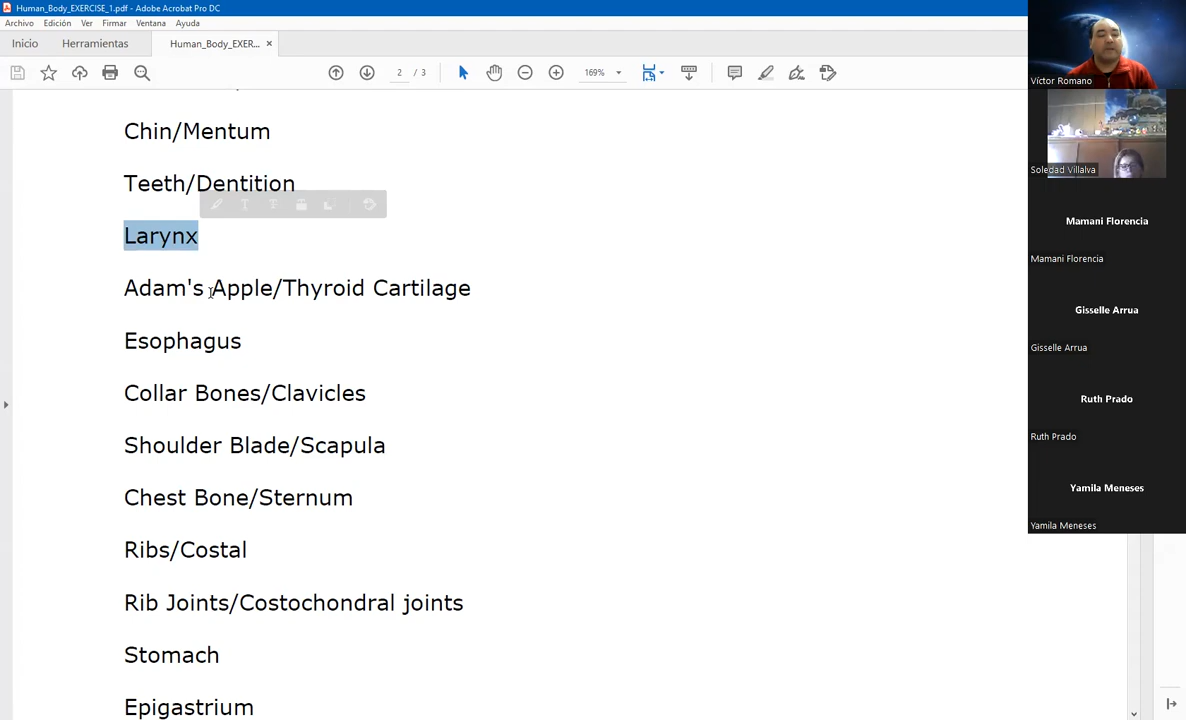 Human_Body_EXERCISE_1.pdf - Adobe Acrobat Pro DC
Archivo Edición Ver Firmar Ventana Ayuda
Inicio Herramientas Human_Body_EXER... ×
2 / 3 169%
Chin/Mentum
Teeth/Dentition
Larynx
Adam's Apple/Thyroid Cartilage
Esophagus
Collar Bones/Clavicles
Shoulder Blade/Scapula
Chest Bone/Sternum
Ribs/Costal
Rib Joints/Costochondral joints
Stomach
Epigastrium
Víctor Romano
Soledad Villalva
Mamani Florencia
Mamani Florencia
Gisselle Arrua
Gisselle Arrua
Ruth Prado
Ruth Prado
Yamila Meneses
Yamila Meneses